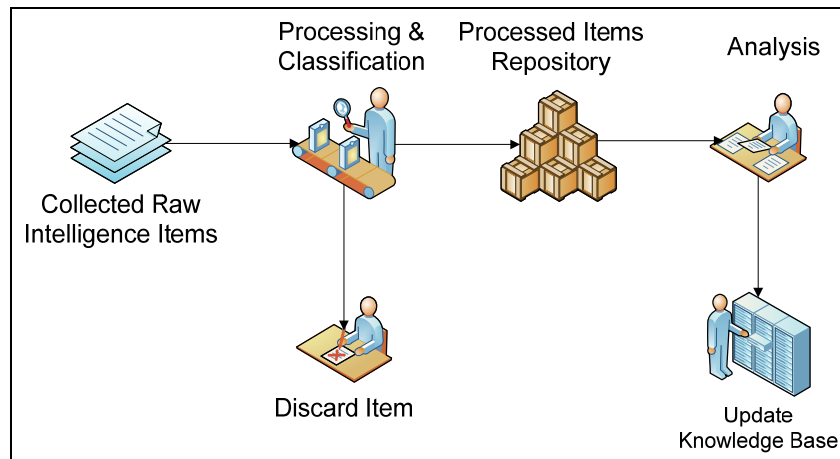 Processing &
Classification
Processed Items
Repository
Analysis
Collected Raw
Intelligence Items
Discard Item
Update
Knowledge Base